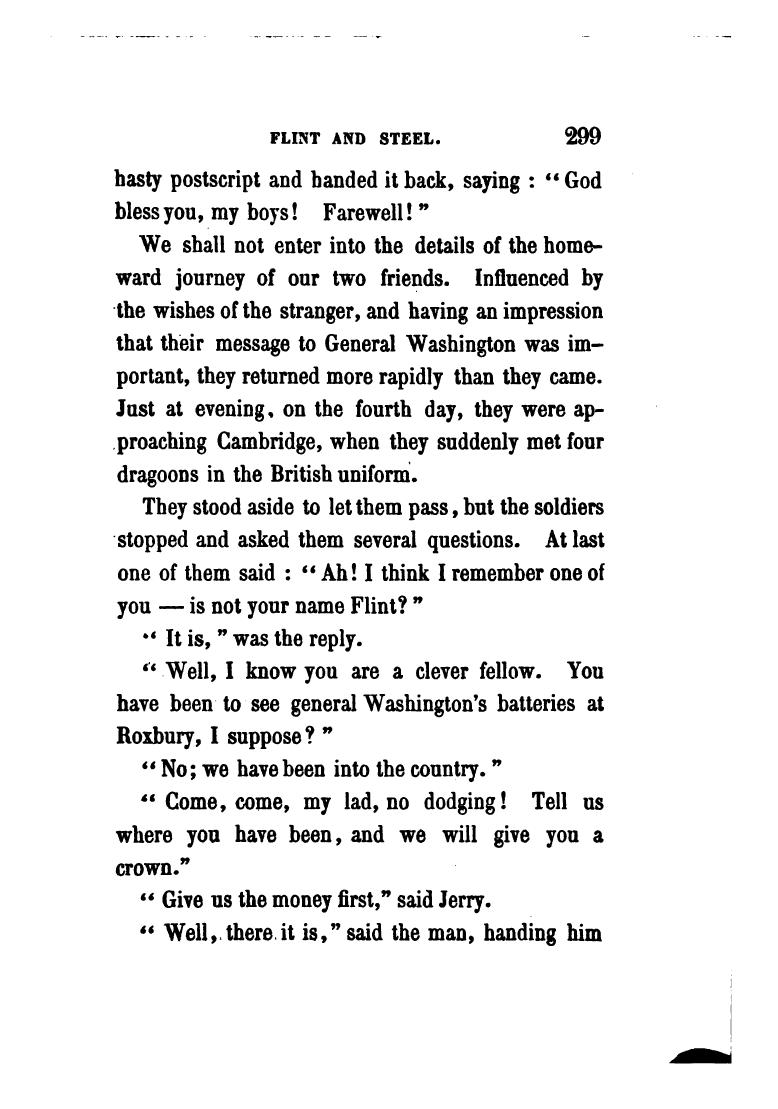 FLINT AND STEEL. 299
hasty postscript and handed it back, saying : “ God
bless you, my boys! Farewell! ”
We shall not enter into the details of the home-
ward journey of our two friends. Influenced by
the wishes of the stranger, and having an impression
that their message to General Washington was im-
portant, they returned more rapidly than they came.
Just at evening, on the fourth day, they were ap-
proaching Cambridge, when they suddenly met four
dragoons in the British uniform.
They stood aside to let them pass, but the soldiers
stopped and asked them several questions. At last
one of them said : “ Ah! I think I remember one of
you — is not your name Flint? ”
“ It is, ” was the reply.
“ Well, I know you are a clever fellow. You
have been to see general Washington's batteries at
Roxbury, I suppose? ”
“ No; we have been into the country. ”
“ Come, come, my lad, no dodging! Tell us
where you have been, and we will give you a
crown.”
“ Give us the money first,” said Jerry.
“ Well, there it is, ” said the man, handing him